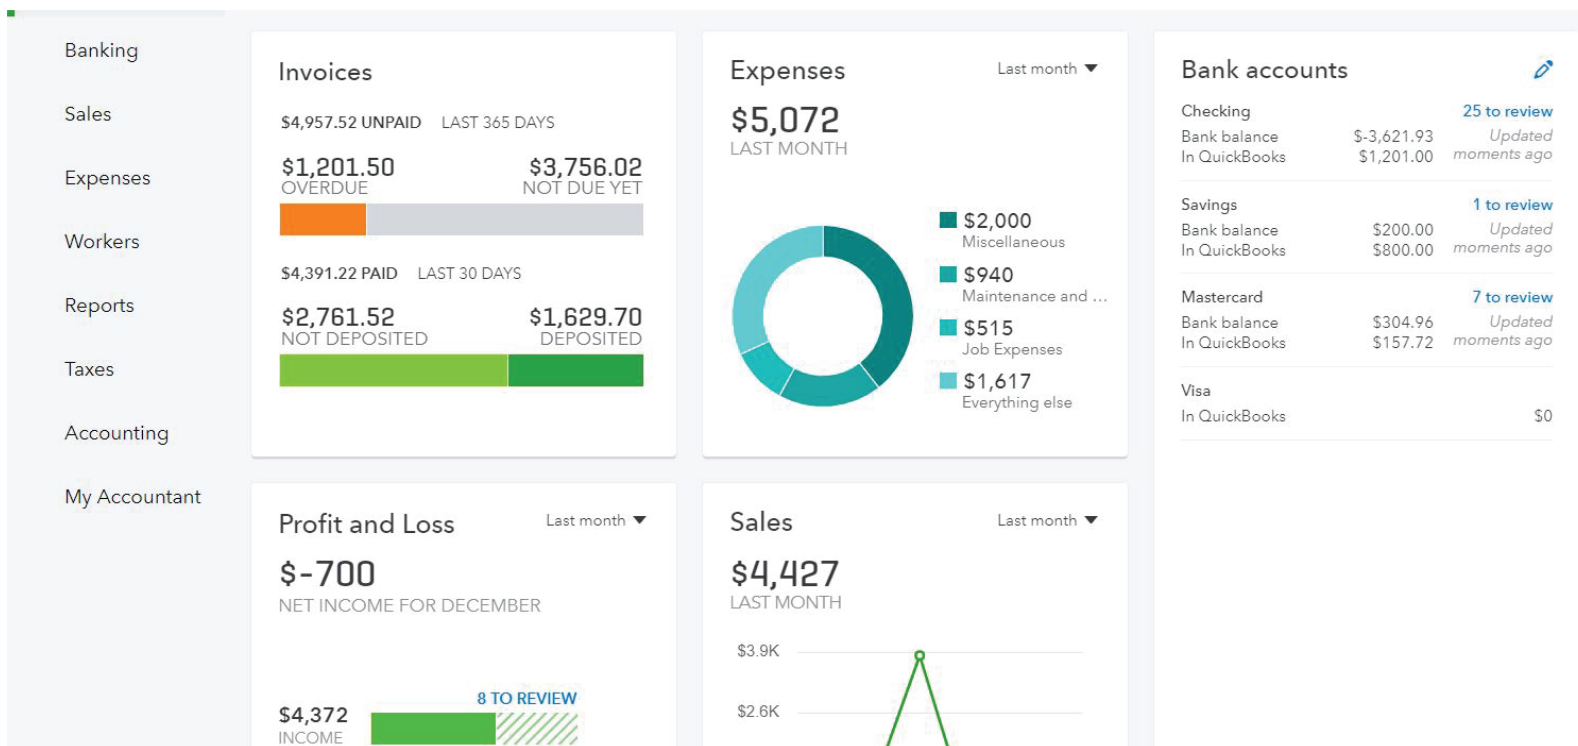 Banking
Sales
Expenses
Workers
Reports
Taxes
Accounting
My Accountant
Invoices
$4,957.52 UNPAID LAST 365 DAYS
$1,201.50 $3,756.02
OVERDUE NOT DUE YET
$4,391.22 PAID LAST 30 DAYS
$2,761.52 $1,629.70
NOT DEPOSITED DEPOSITED
Expenses Last month
$5,072
LAST MONTH
$2,000
Miscellaneous
$940
Maintenance and ...
$515
Job Expenses
$1,617
Everything else
Bank accounts
Checking 25 to review
Bank balance $-3,621.93 Updated
In QuickBooks $1,201.00 moments ago
Savings 1 to review
Bank balance $200.00 Updated
In QuickBooks $800.00 moments ago
Mastercard 7 to review
Bank balance $304.96 Updated
In QuickBooks $157.72 moments ago
Visa
In QuickBooks $0
Profit and Loss Last month
$-700
NET INCOME FOR DECEMBER
8 TO REVIEW
$4,372
INCOME
Sales Last month
$4,427
LAST MONTH
$3.9K
$2.6K